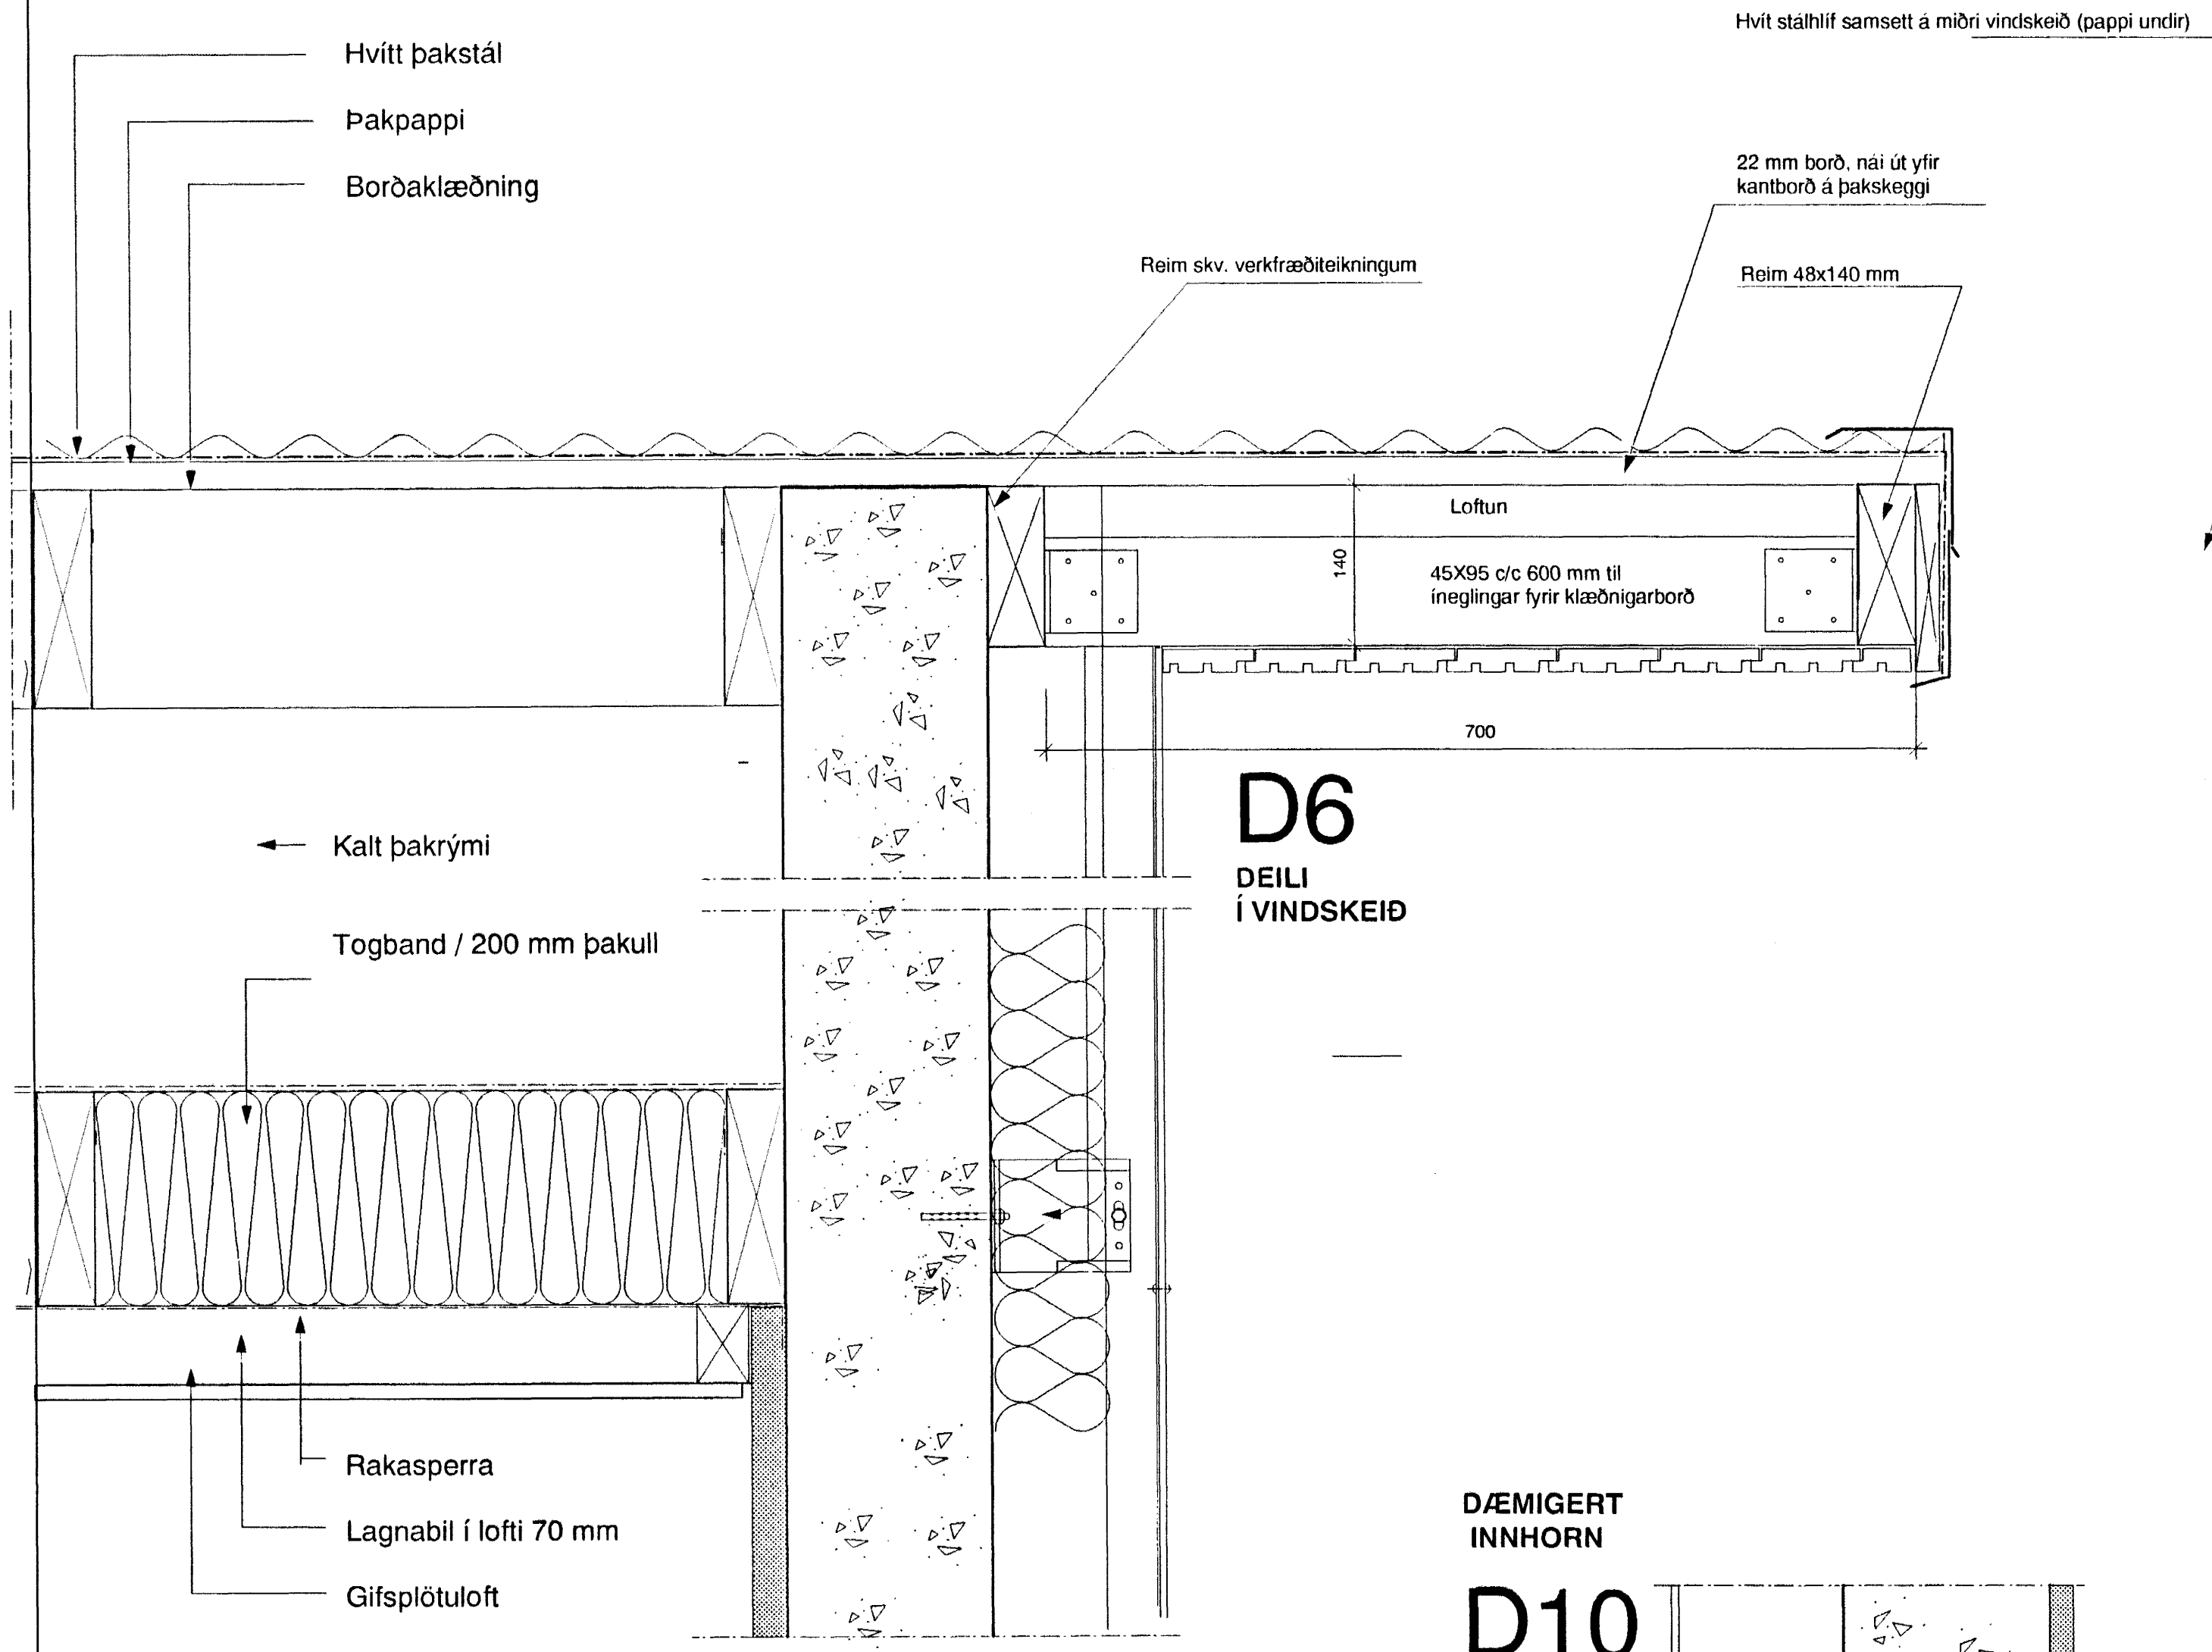 Hvít stálhlíf samsett á miðri vindskeið (pappi undir)
Hvítt þakstál
Þakpappi
Borðaklæðning
22 mm borð, nái út yfir
kantborð á þakskeggi
Reim skv. verkfræðiteikningum
Reim 48x140 mm
Loftun
140
45X95 c/c 600 mm til
íneglingar fyrir klæðnigarborð
700
D6
DEILI
Í VINDSKEIÐ
Kalt þakrými
Togband / 200 mm þakull
Rakasperra
Lagnabil í lofti 70 mm
Gifsplötuloft
DÆMIGERT
INNHORN
D10